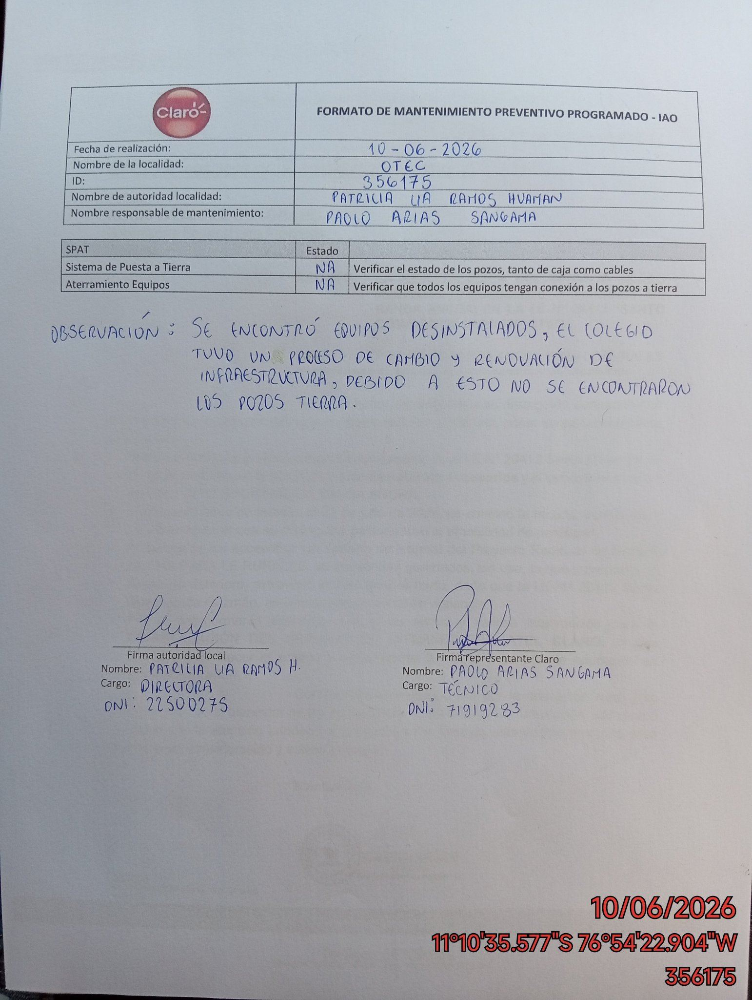 Claro
FORMATO DE MANTENIMIENTO PREVENTIVO PROGRAMADO - IAO
Fecha de realización: 10-06-2026
Nombre de la localidad: OTEC
ID: 356175
Nombre de autoridad localidad: PATRICIA LIA RAMOS HUAMAN
Nombre responsable de mantenimiento: PAOLO ARIAS SANGAMA
SPAT Estado
Sistema de Puesta a Tierra NA Verificar el estado de los pozos, tanto de caja como cables
Aterramiento Equipos NA Verificar que todos los equipos tengan conexión a los pozos a tierra
OBSERVACIÓN: SE ENCONTRÓ EQUIPOS DESINSTALADOS, EL COLEGIO
TUVO UN PROCESO DE CAMBIO Y RENOVACIÓN DE
INFRAESTRUCTURA, DEBIDO A ESTO NO SE ENCONTRARON
LOS POZOS TIERRA.
Firma autoridad local
Nombre: PATRICIA LIA RAMOS H.
Cargo: DIRECTORA
DNI: 22500275
Firma representante Claro
Nombre: PAOLO ARIAS SANGAMA
Cargo: TÉCNICO
DNI: 71919283
10/06/2026
11°10'35.577"S 76°54'22.904"W
356175